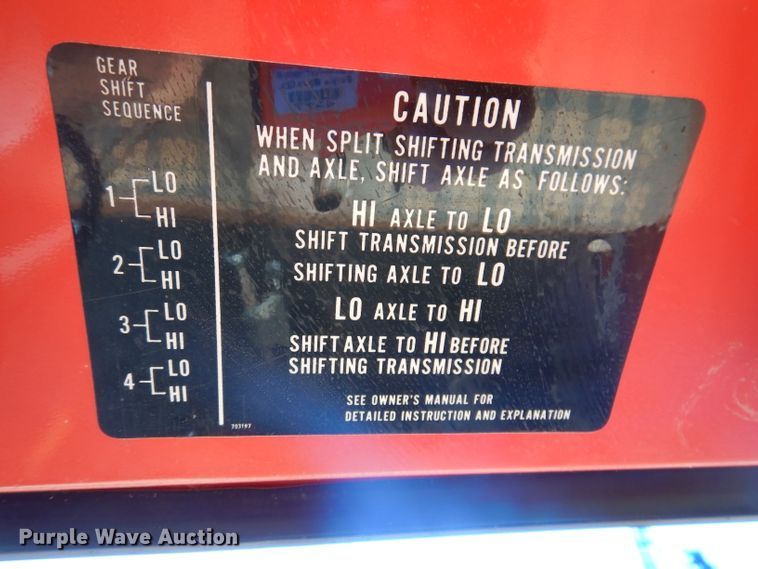 GEAR
SHIFT
SEQUENCE
1 LO
HI
2 LO
HI
3 LO
HI
4 LO
HI
CAUTION
WHEN SPLIT SHIFTING TRANSMISSION
AND AXLE, SHIFT AXLE AS FOLLOWS:
HI AXLE TO LO
SHIFT TRANSMISSION BEFORE
SHIFTING AXLE TO LO
LO AXLE TO HI
SHIFT AXLE TO HI BEFORE
SHIFTING TRANSMISSION
SEE OWNER'S MANUAL FOR
DETAILED INSTRUCTION AND EXPLANATION
Purple Wave Auction